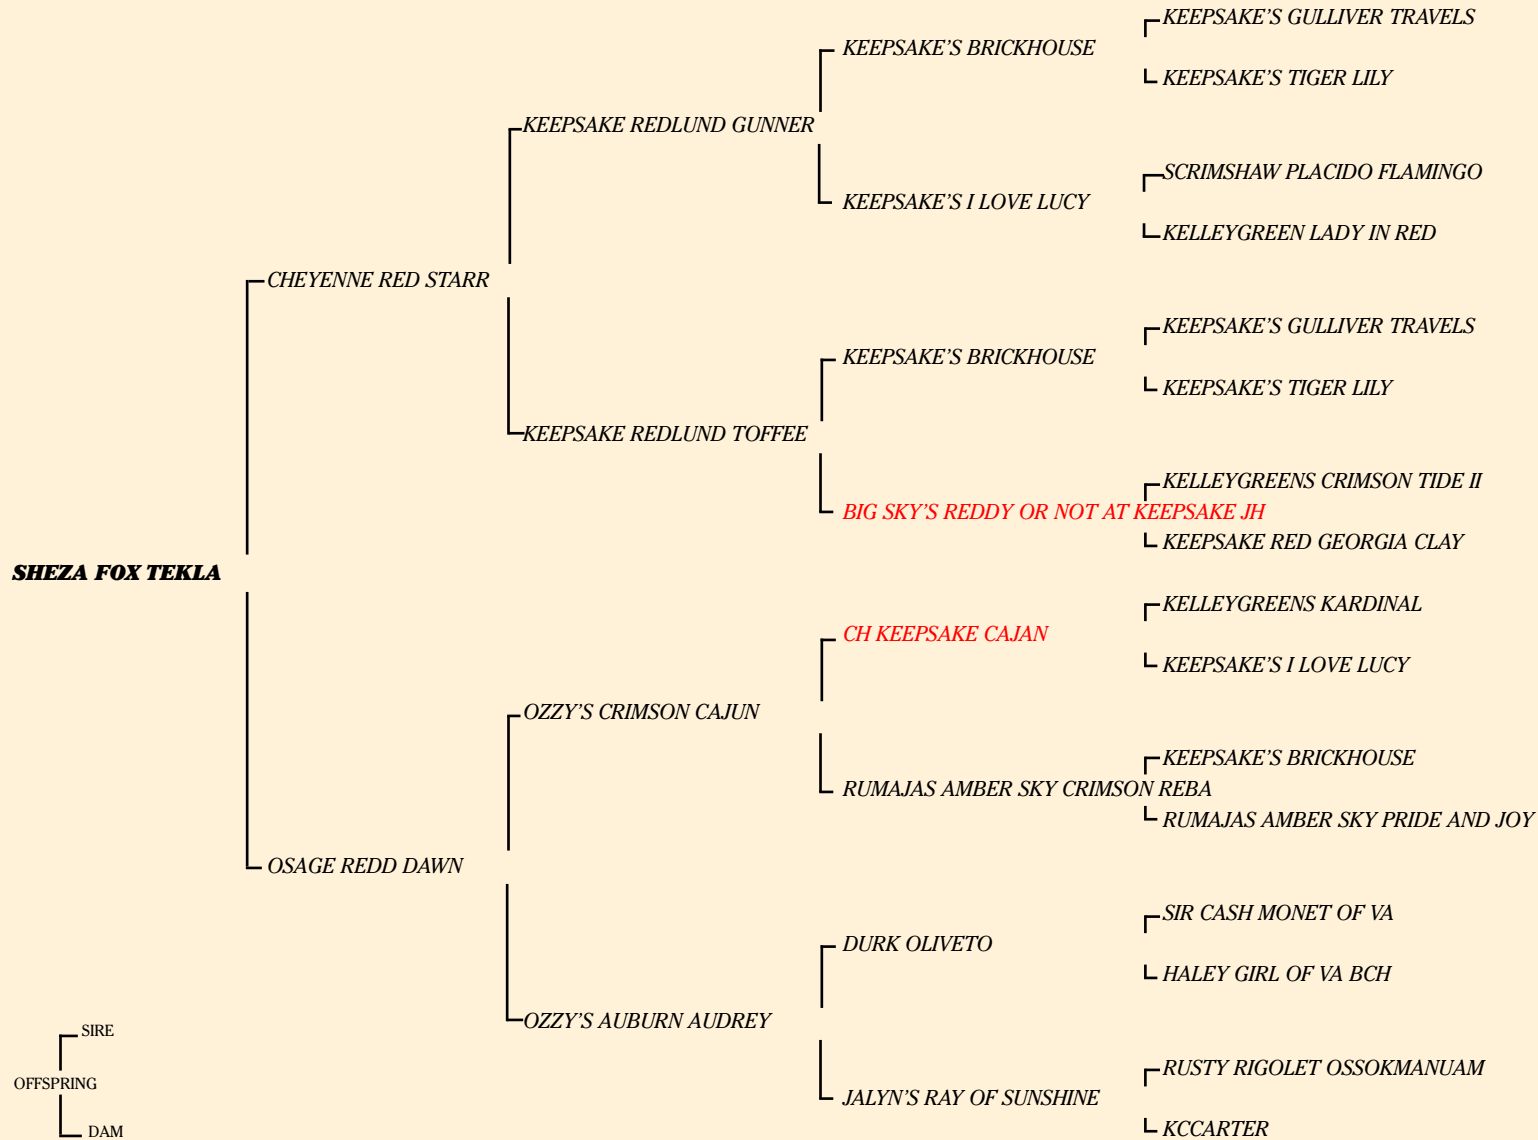 KEEPSAKE'S GULLIVER TRAVELS
KEEPSAKE'S BRICKHOUSE
KEEPSAKE'S TIGER LILY
KEEPSAKE REDLUND GUNNER
SCRIMSHAW PLACIDO FLAMINGO
KEEPSAKE'S I LOVE LUCY
KELLEYGREEN LADY IN RED
CHEYENNE RED STARR
KEEPSAKE'S GULLIVER TRAVELS
KEEPSAKE'S BRICKHOUSE
KEEPSAKE'S TIGER LILY
KEEPSAKE REDLUND TOFFEE
KELLEYGREENS CRIMSON TIDE II
BIG SKY'S REDDY OR NOT AT KEEPSAKE JH
KEEPSAKE RED GEORGIA CLAY
SHEZA FOX TEKLA
KELLEYGREENS KARDINAL
CH KEEPSAKE CAJAN
KEEPSAKE'S I LOVE LUCY
OZZY'S CRIMSON CAJUN
KEEPSAKE'S BRICKHOUSE
RUMAJAS AMBER SKY CRIMSON REBA
RUMAJAS AMBER SKY PRIDE AND JOY
OSAGE REDD DAWN
SIR CASH MONET OF VA
DURK OLIVETO
HALEY GIRL OF VA BCH
OZZY'S AUBURN AUDREY
RUSTY RIGOLET OSSOKMANUAM
JALYN'S RAY OF SUNSHINE
KCCARTER
SIRE
OFFSPRING
DAM